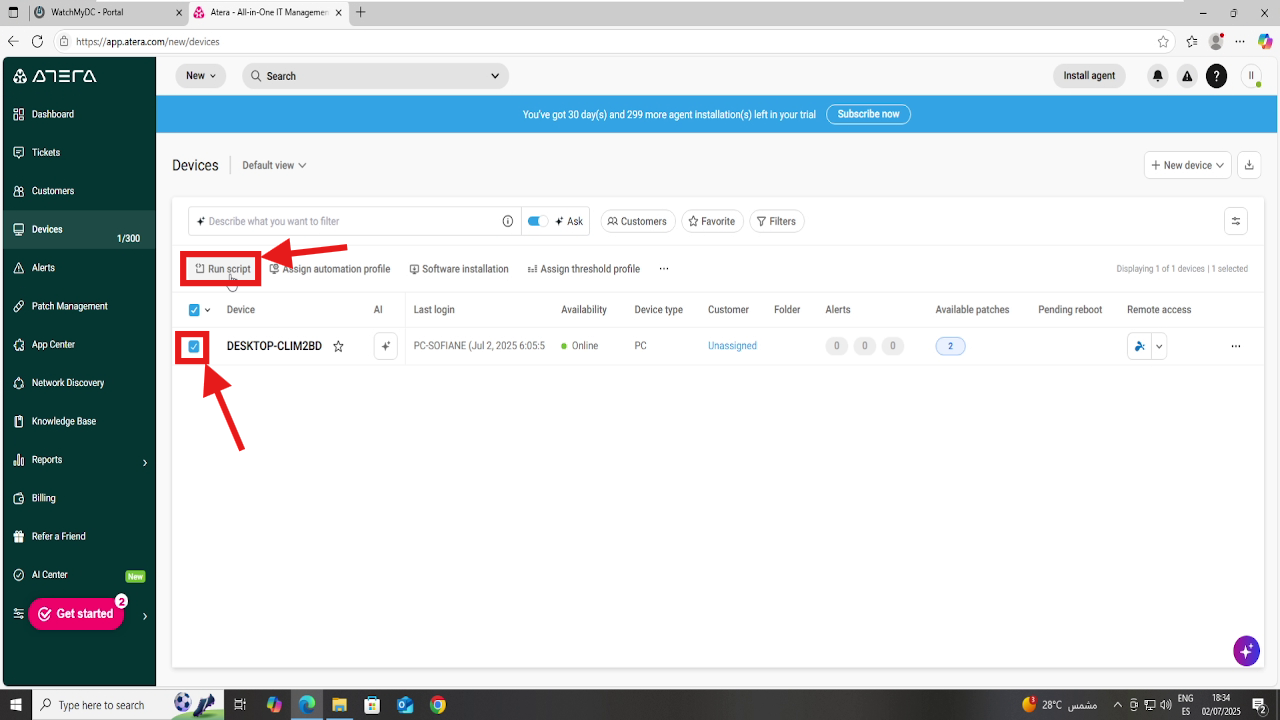 WatchmyDC
Atera - All-in-One IT Managemen
https://app.atera.com/new/devices
ATERA
New
Search
Install agent
?
II
You've got 30 day(s) and 299 more agent installation(s) left in your trial
Subscribe now
Dashboard
Tickets
Customers
Devices
1/300
Alerts
Patch Management
App Center
Network Discovery
Knowledge Base
Reports
Billing
Refer a Friend
AI Center
New
Get started
2
Devices
Default view
+ New device
Describe what you want to filter
Ask
Customers
Favorite
Filters
Run script
Assign automation profile
Software installation
Assign threshold profile
...
Displaying 1 of 1 devices | 1 selected
Device AI Last login Availability Device type Customer Folder Alerts Available patches Pending reboot Remote access
DESKTOP-CLIM2BD PC-SOFIANE (Jul 2, 2025 6:05:5 Online PC Unassigned 0 0 0 2 ...
Type here to search
3
28°C
مشمس
ENG
ES
18:34
02/07/2025
2